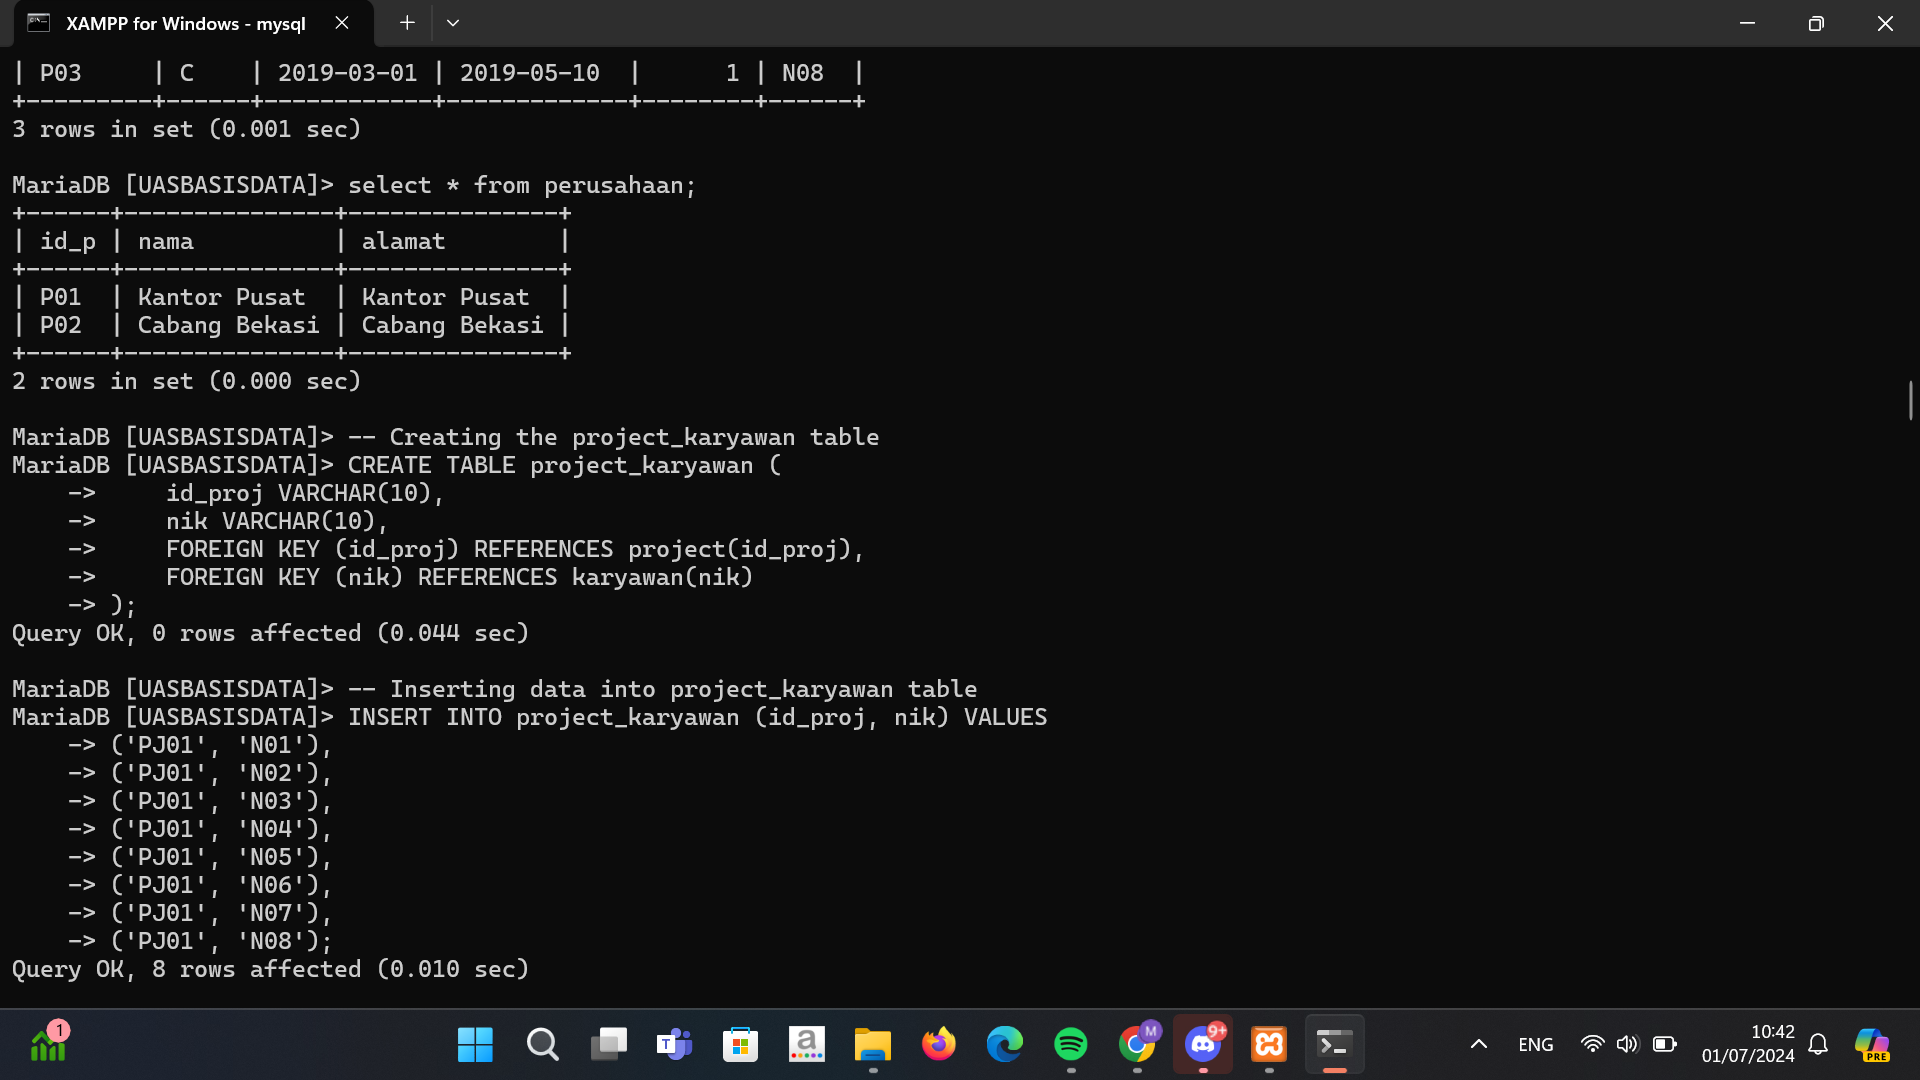 XAMPP for Windows - mysql
| P03     | C    | 2019-03-01 | 2019-05-10  |      1 | N08  |
+---------+------+------------+-------------+--------+------+
3 rows in set (0.001 sec)
MariaDB [UASBASISDATA]> select * from perusahaan;
+------+---------------+---------------+
| id_p | nama          | alamat        |
+------+---------------+---------------+
| P01  | Kantor Pusat  | Kantor Pusat  |
| P02  | Cabang Bekasi | Cabang Bekasi |
+------+---------------+---------------+
2 rows in set (0.000 sec)
MariaDB [UASBASISDATA]> -- Creating the project_karyawan table
MariaDB [UASBASISDATA]> CREATE TABLE project_karyawan (
    ->     id_proj VARCHAR(10),
    ->     nik VARCHAR(10),
    ->     FOREIGN KEY (id_proj) REFERENCES project(id_proj),
    ->     FOREIGN KEY (nik) REFERENCES karyawan(nik)
    -> );
Query OK, 0 rows affected (0.044 sec)
MariaDB [UASBASISDATA]> -- Inserting data into project_karyawan table
MariaDB [UASBASISDATA]> INSERT INTO project_karyawan (id_proj, nik) VALUES
    -> ('PJ01', 'N01'),
    -> ('PJ01', 'N02'),
    -> ('PJ01', 'N03'),
    -> ('PJ01', 'N04'),
    -> ('PJ01', 'N05'),
    -> ('PJ01', 'N06'),
    -> ('PJ01', 'N07'),
    -> ('PJ01', 'N08');
Query OK, 8 rows affected (0.010 sec)
1
T
a
M
9+
ENG
10:42
01/07/2024
PRE